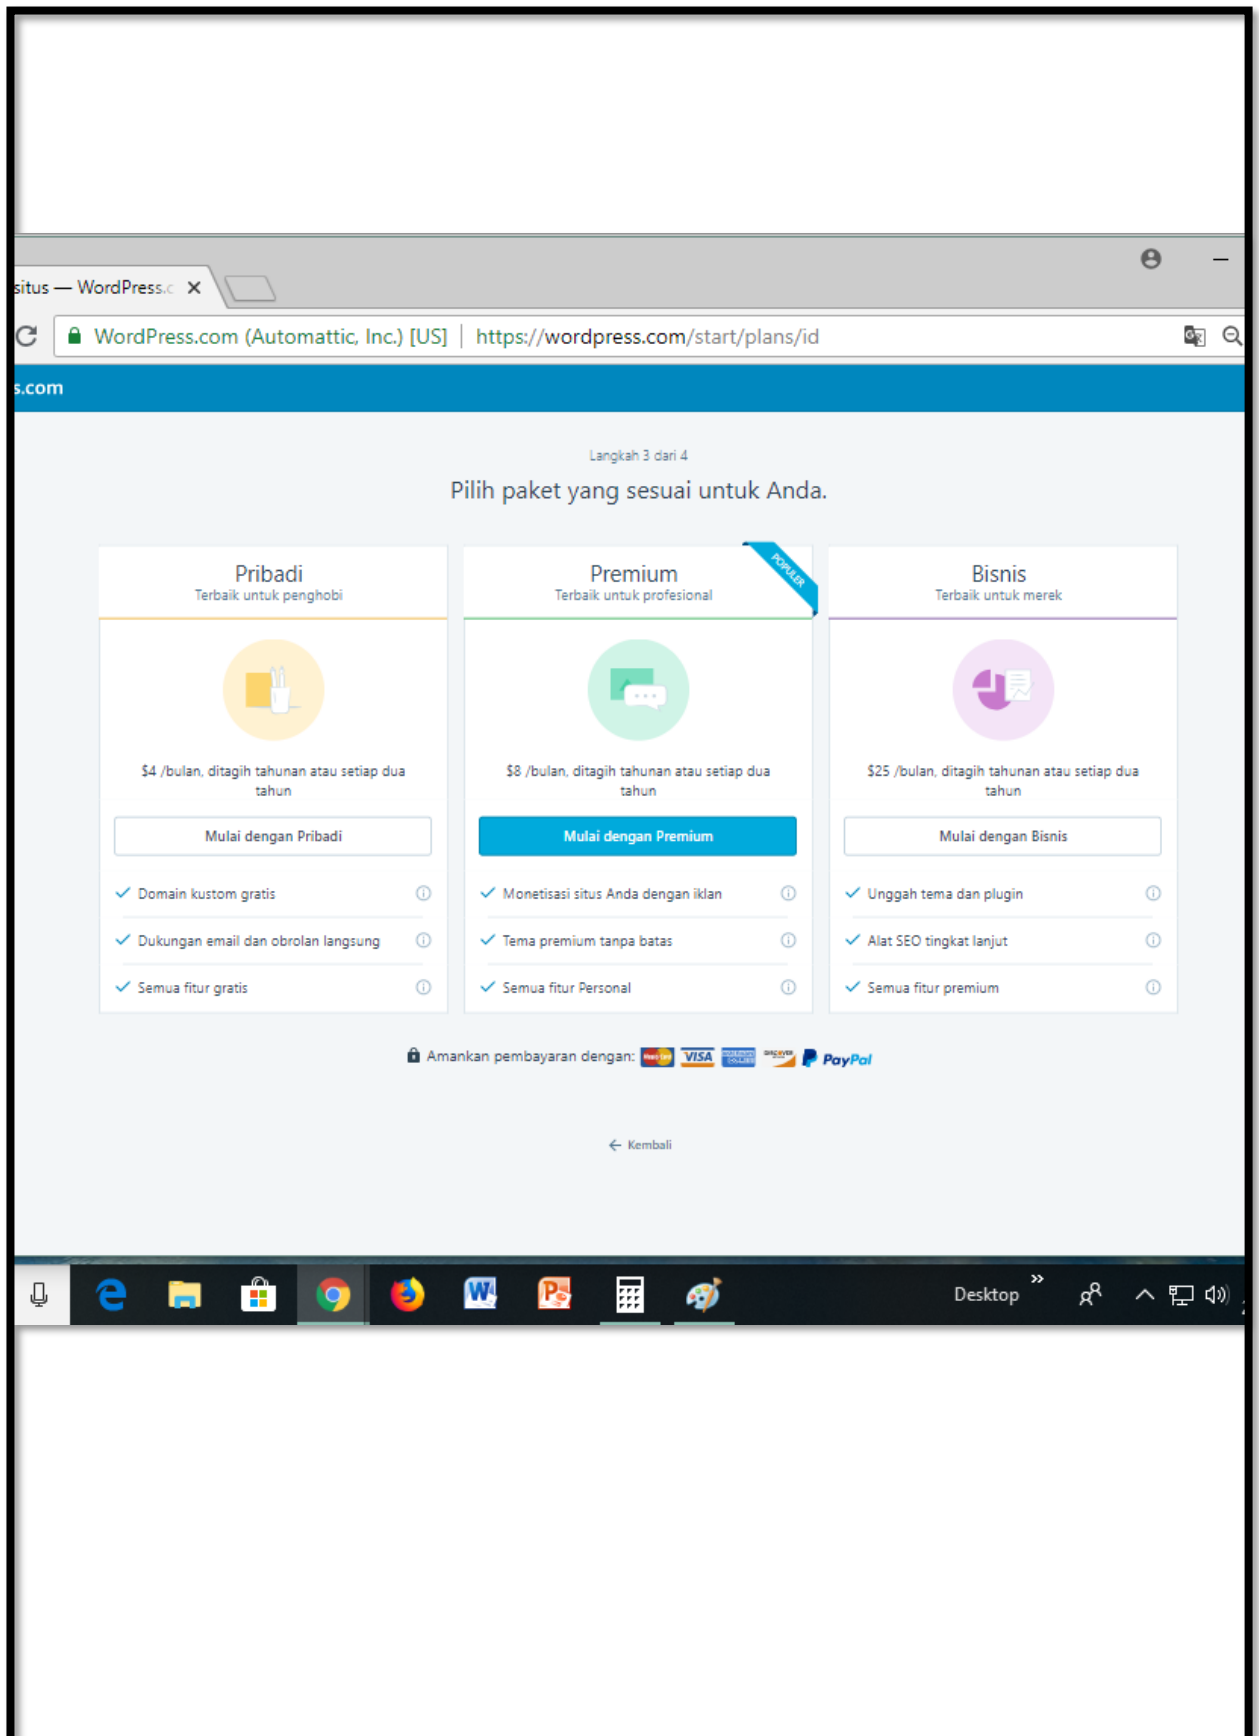 situs — WordPress.c
WordPress.com (Automattic, Inc.) [US] | https://wordpress.com/start/plans/id
s.com
Langkah 3 dari 4
Pilih paket yang sesuai untuk Anda.
Pribadi
Terbaik untuk penghobi
$4 /bulan, ditagih tahunan atau setiap dua
tahun
Mulai dengan Pribadi
Domain kustom gratis
Dukungan email dan obrolan langsung
Semua fitur gratis
Premium
Terbaik untuk profesional
POPULER
$8 /bulan, ditagih tahunan atau setiap dua
tahun
Mulai dengan Premium
Monetisasi situs Anda dengan iklan
Tema premium tanpa batas
Semua fitur Personal
Bisnis
Terbaik untuk merek
$25 /bulan, ditagih tahunan atau setiap dua
tahun
Mulai dengan Bisnis
Unggah tema dan plugin
Alat SEO tingkat lanjut
Semua fitur premium
Amankan pembayaran dengan: MasterCard VISA DISCOVER PayPal
← Kembali
Desktop